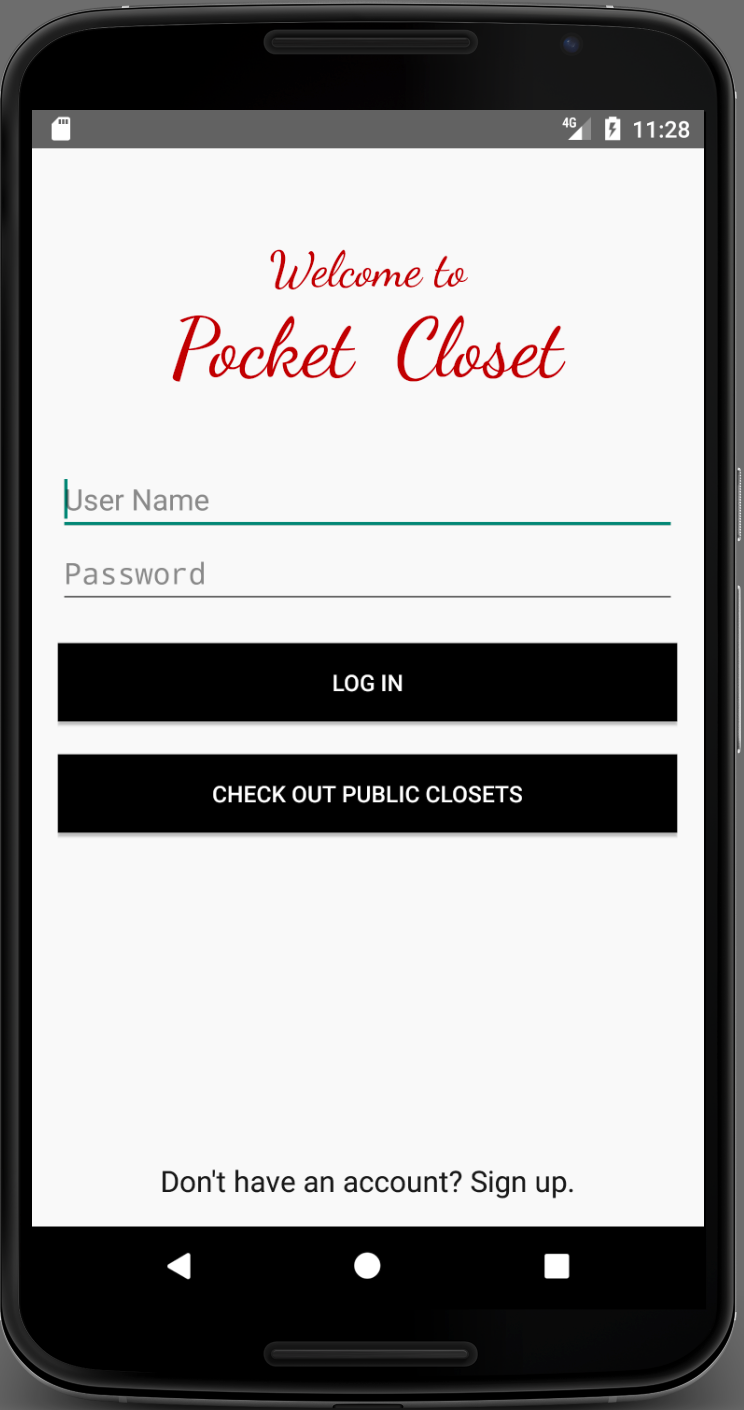 4G 11:28
Welcome to
Pocket Closet
User Name
Password
LOG IN
CHECK OUT PUBLIC CLOSETS
Don't have an account? Sign up.